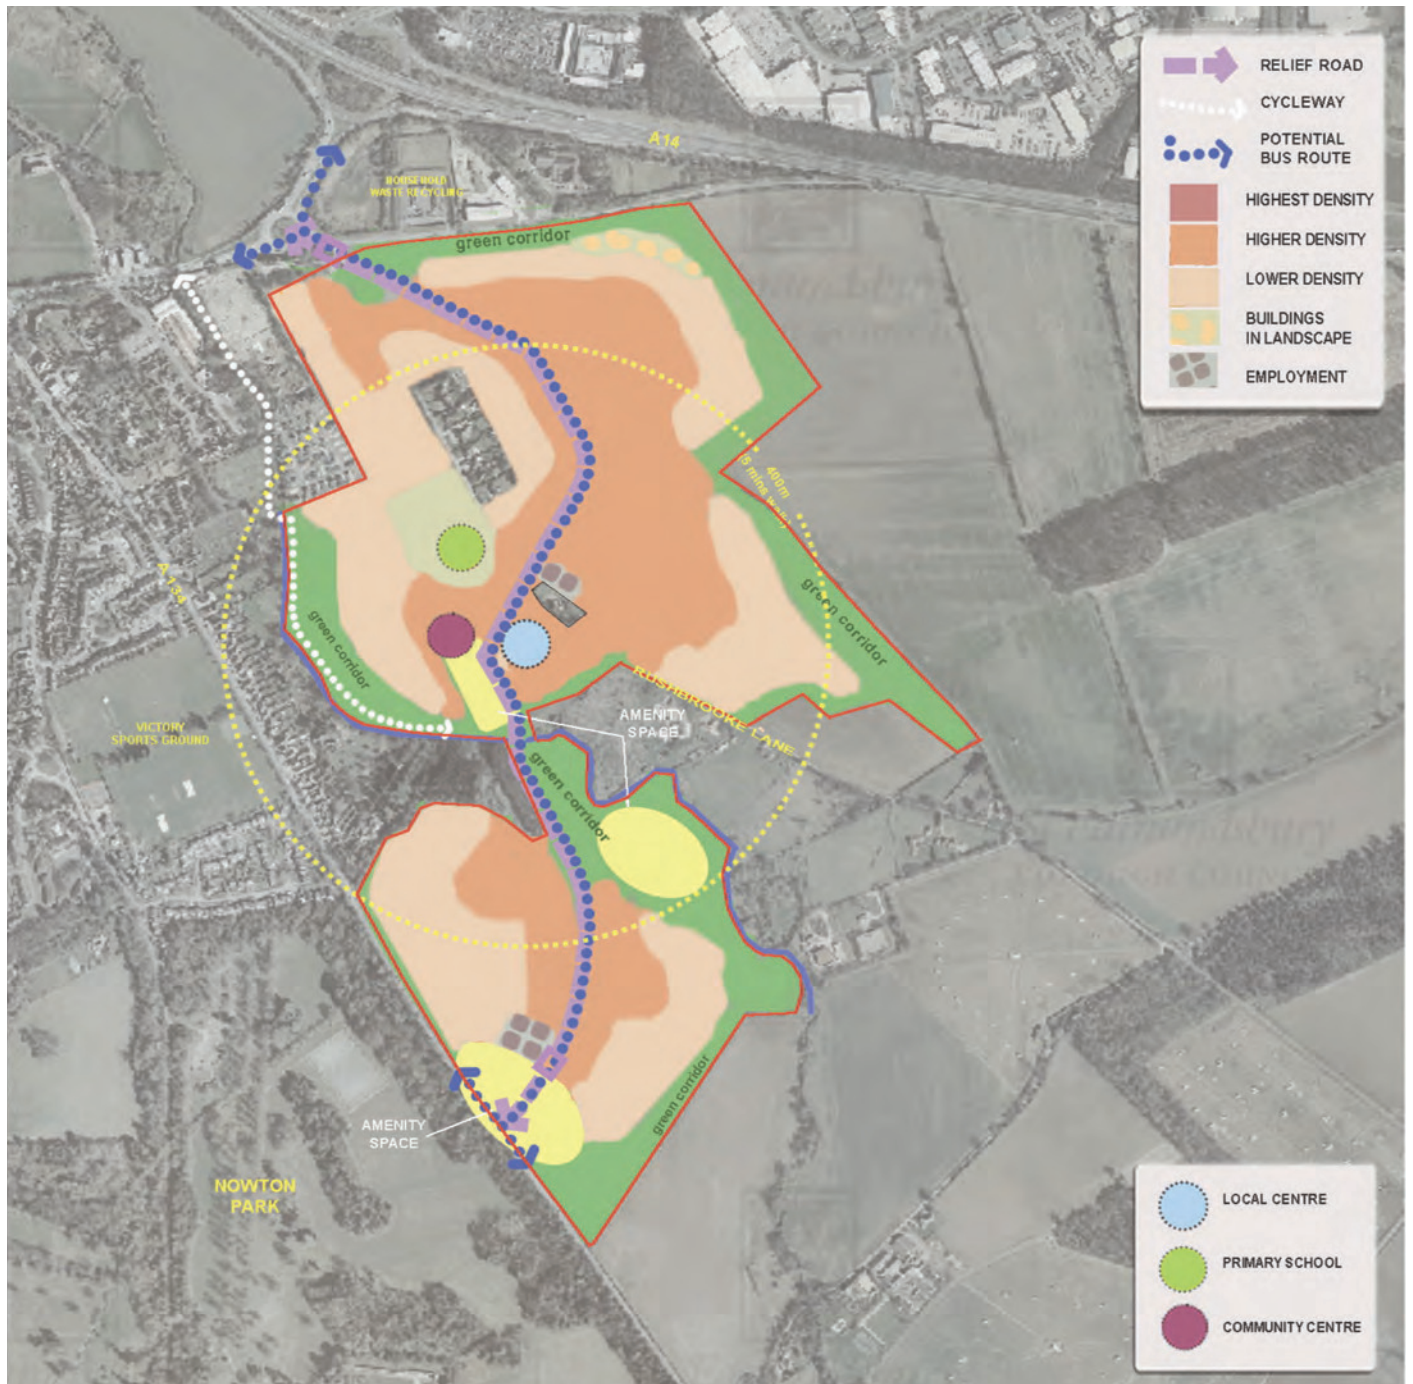 RELIEF ROAD
CYCLEWAY
POTENTIAL
BUS ROUTE
HIGHEST DENSITY
HIGHER DENSITY
LOWER DENSITY
BUILDINGS
IN LANDSCAPE
EMPLOYMENT
A14
HOUSEHOLD
WASTE RECYCLING
green corridor
400m
(5 mins walk)
A 134
green corridor
green corridor
RUSHBROOKE LANE
AMENITY
SPACE
VICTORY
SPORTS GROUND
green corridor
green corridor
AMENITY
SPACE
NOWTON
PARK
LOCAL CENTRE
PRIMARY SCHOOL
COMMUNITY CENTRE